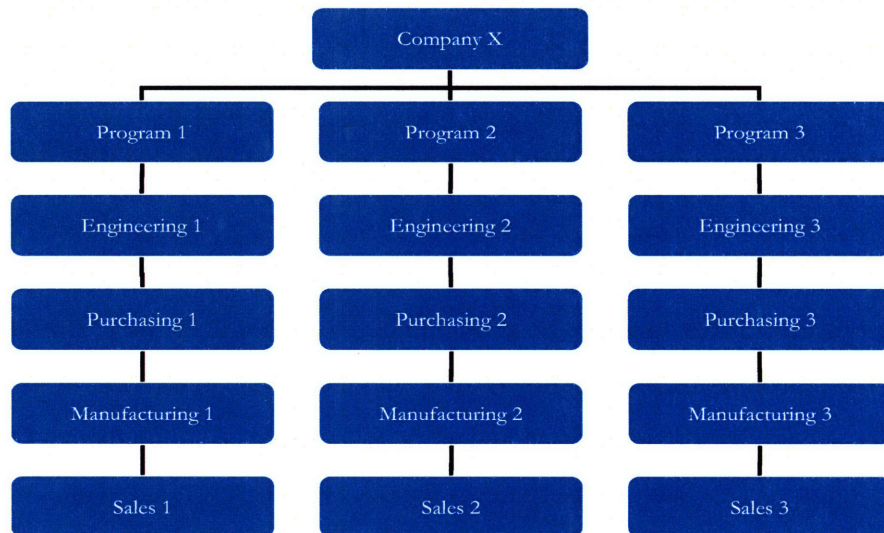 Company X
Program 1
Program 2
Program 3
Engineering 1
Engineering 2
Engineering 3
Purchasing 1
Purchasing 2
Purchasing 3
Manufacturing 1
Manufacturing 2
Manufacturing 3
Sales 1
Sales 2
Sales 3